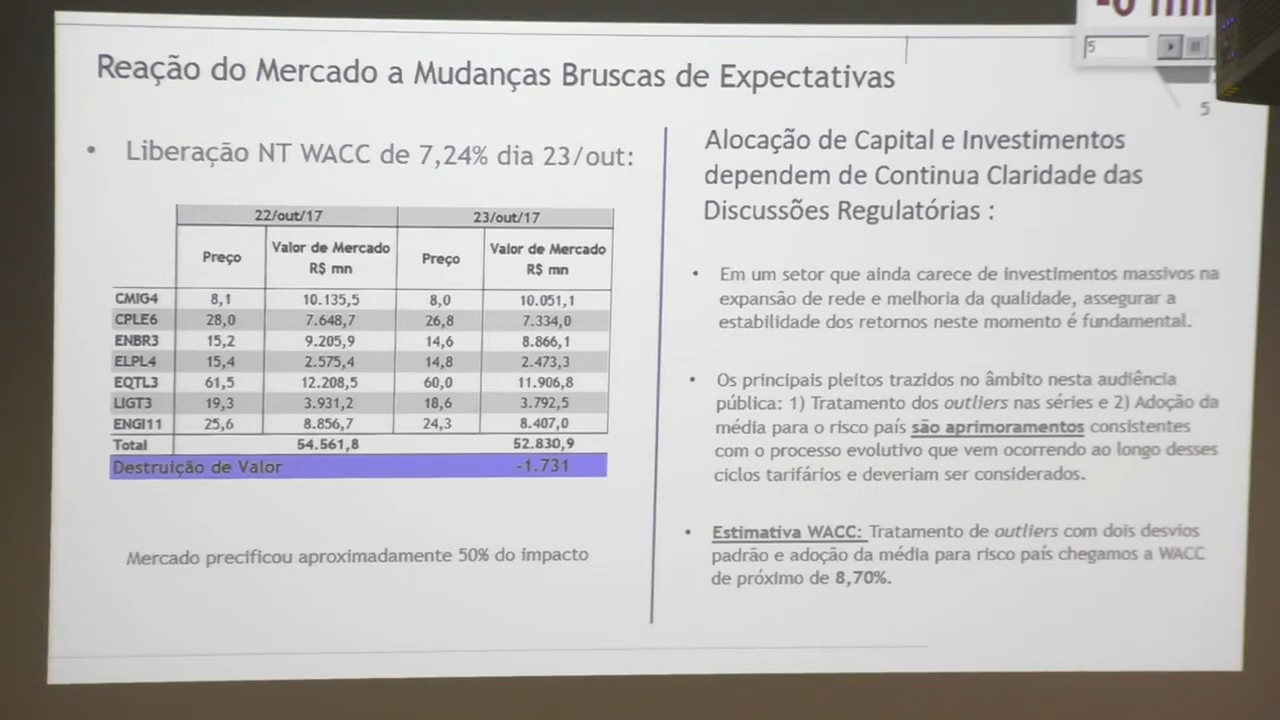 5
Reação do Mercado a Mudanças Bruscas de Expectativas
5
• Liberação NT WACC de 7,24% dia 23/out:
22/out/17 23/out/17
Preço Valor de Mercado R$ mn Preço Valor de Mercado R$ mn
CMIG4 8,1 10.135,5 8,0 10.051,1
CPLE6 28,0 7.648,7 26,8 7.334,0
ENBR3 15,2 9.205,9 14,6 8.866,1
ELPL4 15,4 2.575,4 14,8 2.473,3
EQTL3 61,5 12.208,5 60,0 11.906,8
LIGT3 19,3 3.931,2 18,6 3.792,5
ENGI11 25,6 8.856,7 24,3 8.407,0
Total 54.561,8 52.830,9
Destruição de Valor -1.731
Mercado precificou aproximadamente 50% do impacto
Alocação de Capital e Investimentos
dependem de Continua Claridade das
Discussões Regulatórias :
• Em um setor que ainda carece de investimentos massivos na
expansão de rede e melhoria da qualidade, assegurar a
estabilidade dos retornos neste momento é fundamental.
• Os principais pleitos trazidos no âmbito nesta audiência
pública: 1) Tratamento dos outliers nas séries e 2) Adoção da
média para o risco país são aprimoramentos consistentes
com o processo evolutivo que vem ocorrendo ao longo desses
ciclos tarifários e deveriam ser considerados.
• Estimativa WACC: Tratamento de outliers com dois desvios
padrão e adoção da média para risco país chegamos a WACC
de próximo de 8,70%.